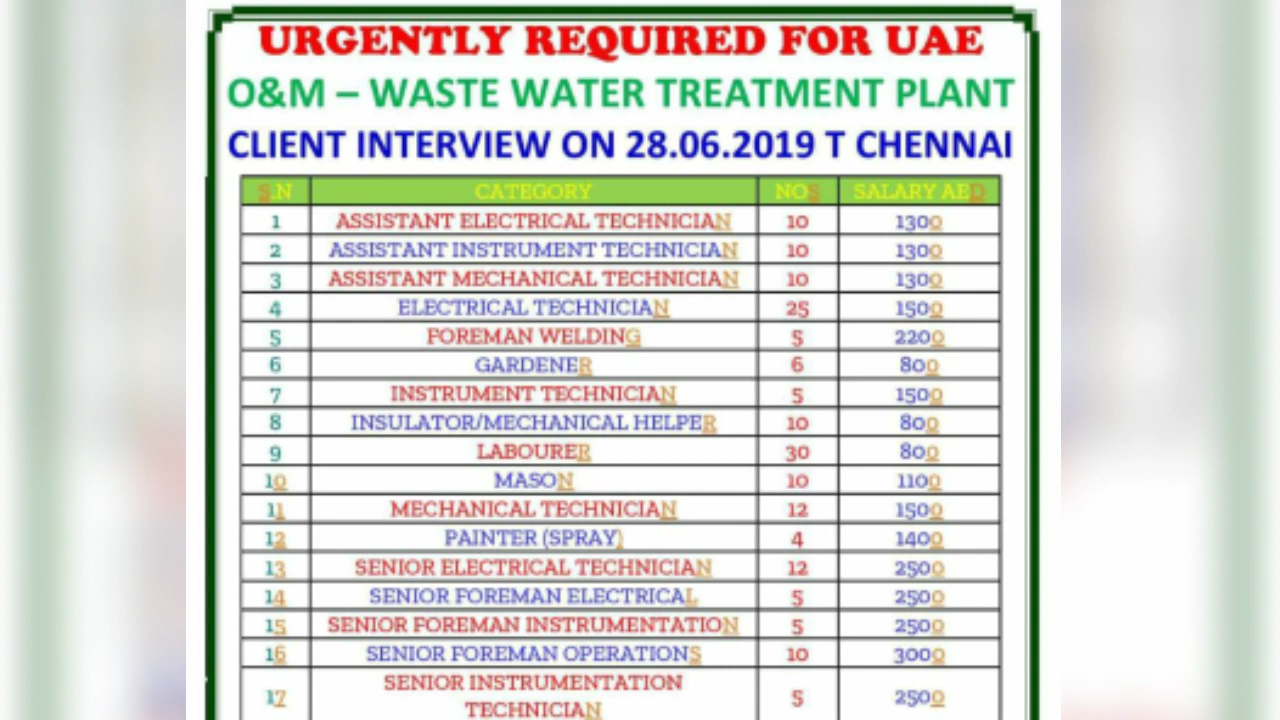 URGENTLY REQUIRED FOR UAE
O&M – WASTE WATER TREATMENT PLANT
CLIENT INTERVIEW ON 28.06.2019 T CHENNAI
S.N CATEGORY NOS SALARY AED
1 ASSISTANT ELECTRICAL TECHNICIAN 10 1300
2 ASSISTANT INSTRUMENT TECHNICIAN 10 1300
3 ASSISTANT MECHANICAL TECHNICIAN 10 1300
4 ELECTRICAL TECHNICIAN 25 1500
5 FOREMAN WELDING 5 2200
6 GARDENER 6 800
7 INSTRUMENT TECHNICIAN 5 1500
8 INSULATOR/MECHANICAL HELPER 10 800
9 LABOURER 30 800
10 MASON 10 1100
11 MECHANICAL TECHNICIAN 12 1500
12 PAINTER (SPRAY) 4 1400
13 SENIOR ELECTRICAL TECHNICIAN 12 2500
14 SENIOR FOREMAN ELECTRICAL 5 2500
15 SENIOR FOREMAN INSTRUMENTATION 5 2500
16 SENIOR FOREMAN OPERATIONS 10 3000
17 SENIOR INSTRUMENTATION
TECHNICIAN 5 2500